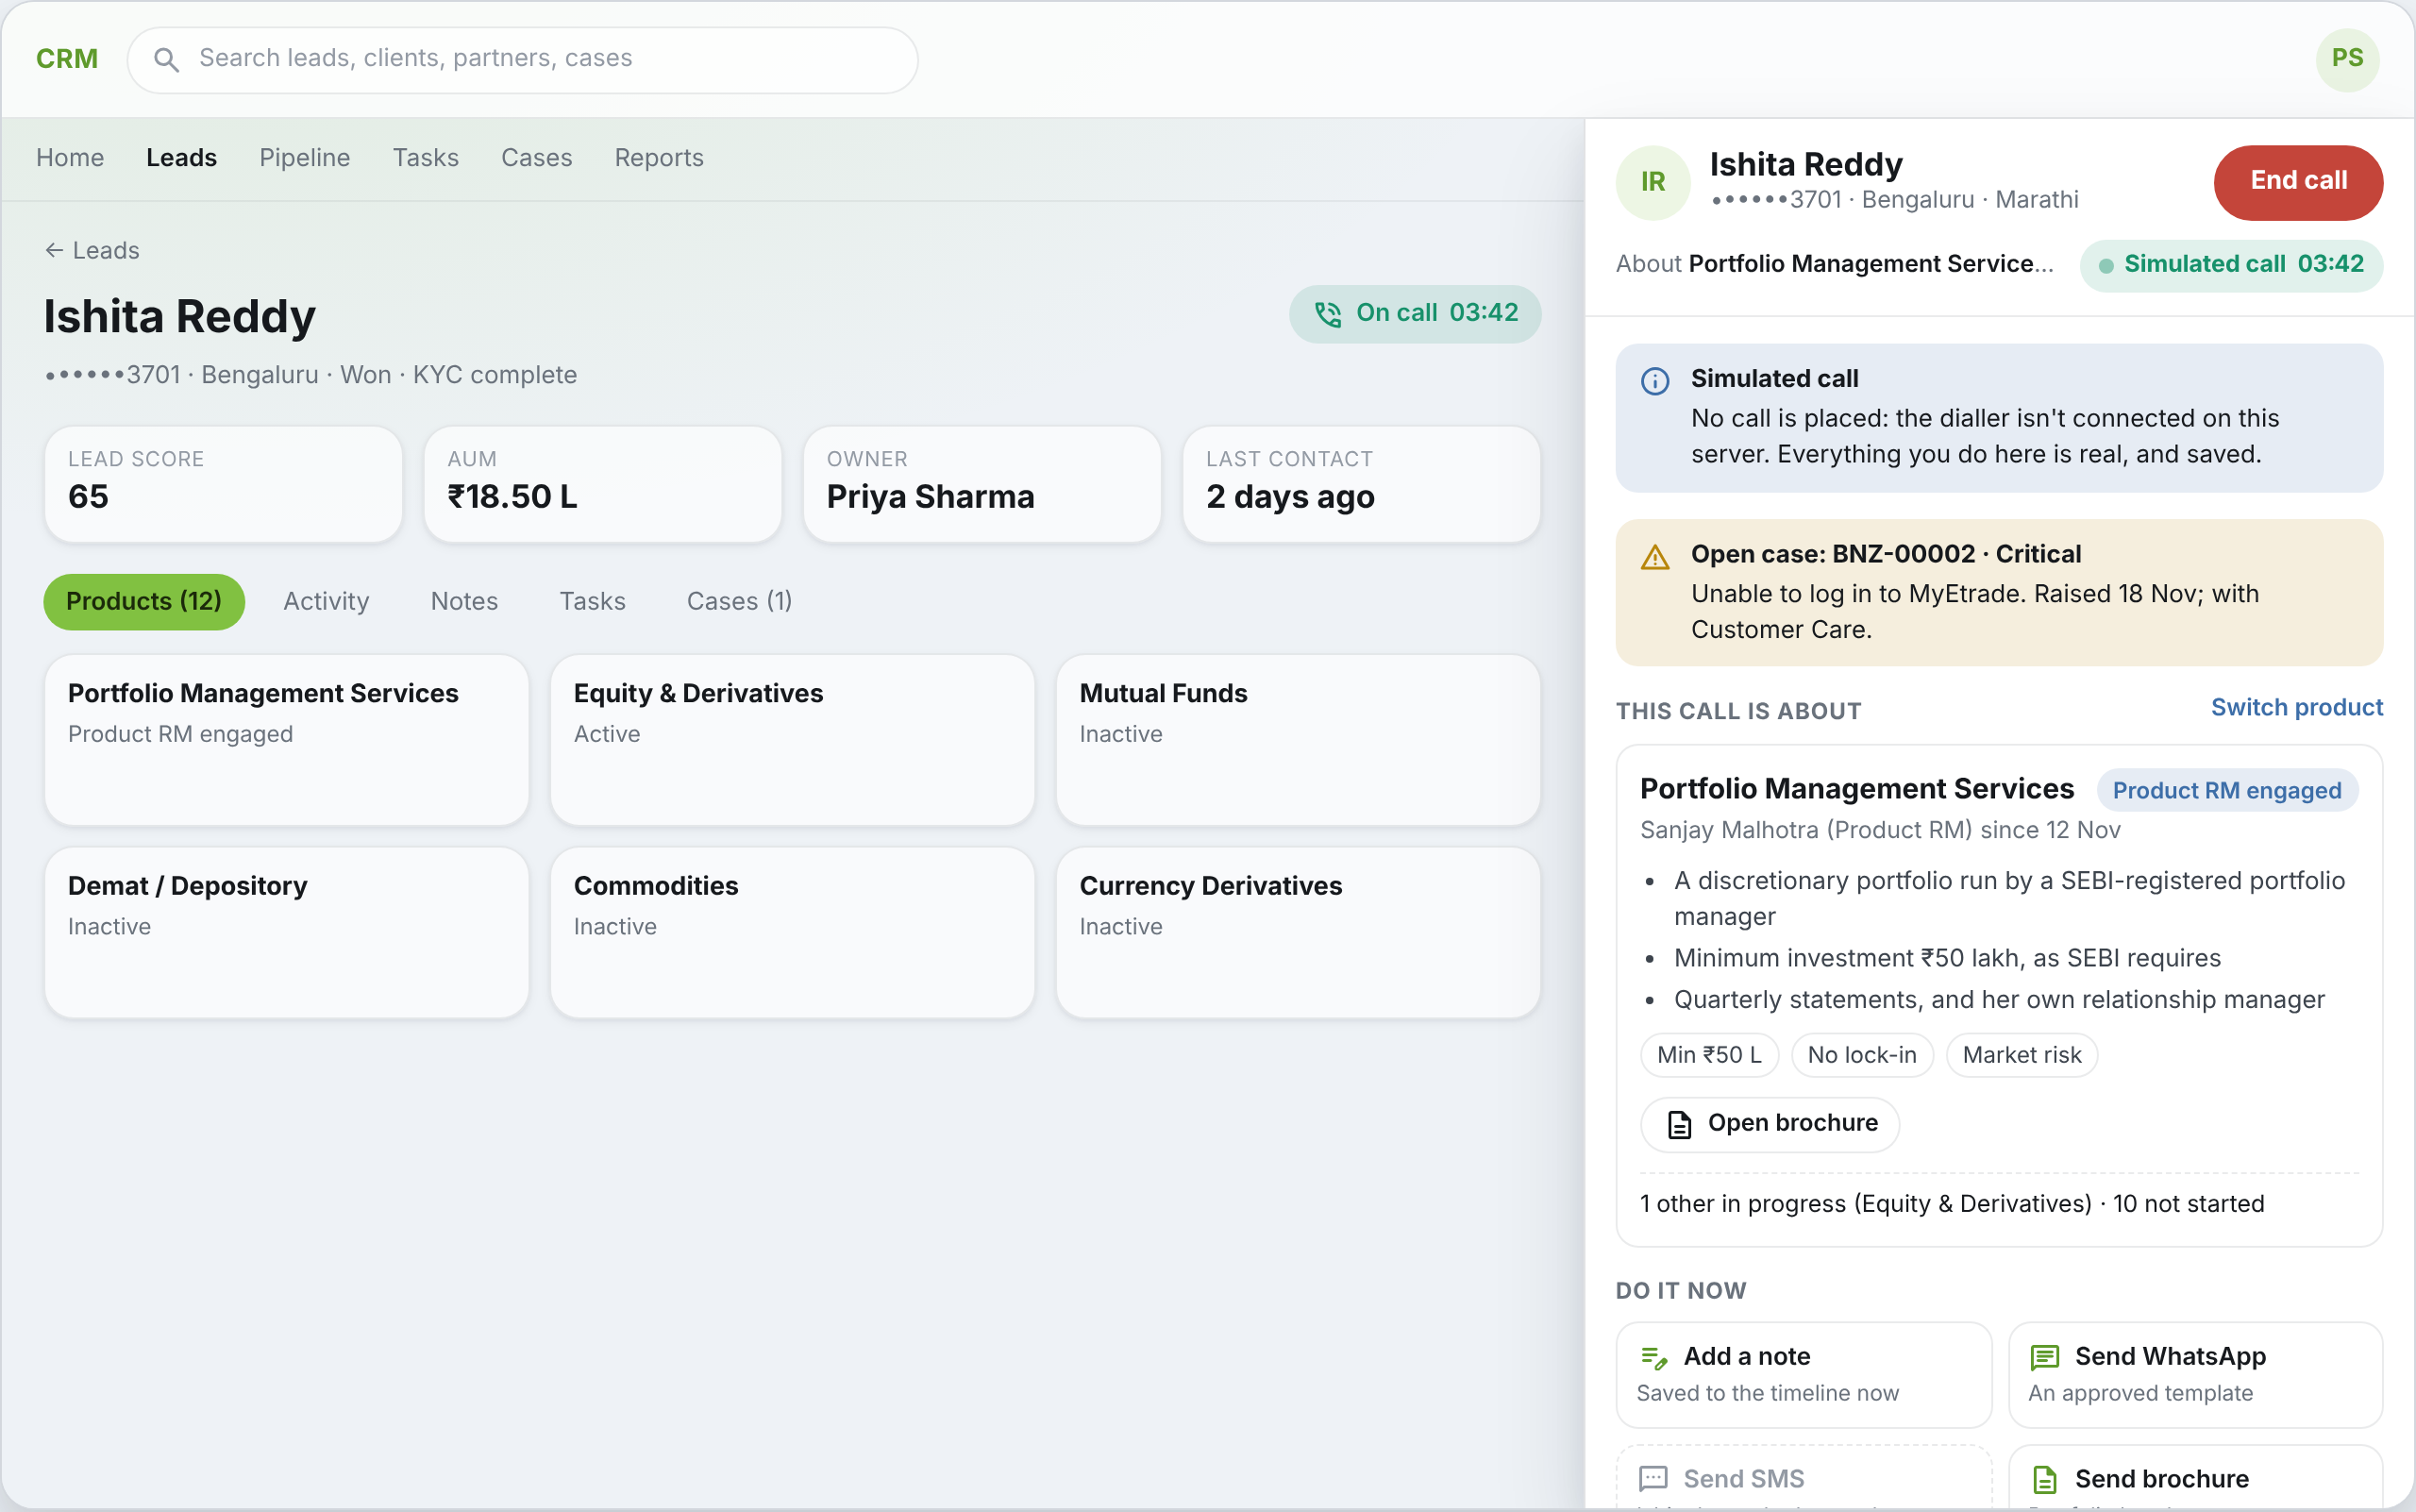 CRM
Search leads, clients, partners, cases
PS
Home Leads Pipeline Tasks Cases Reports
← Leads
Ishita Reddy
On call 03:42
••••••3701 · Bengaluru · Won · KYC complete
LEAD SCORE
65
AUM
₹18.50 L
OWNER
Priya Sharma
LAST CONTACT
2 days ago
Products (12) Activity Notes Tasks Cases (1)
Portfolio Management Services
Product RM engaged
Equity & Derivatives
Active
Mutual Funds
Inactive
Demat / Depository
Inactive
Commodities
Inactive
Currency Derivatives
Inactive
IR
Ishita Reddy
••••••3701 · Bengaluru · Marathi
End call
About Portfolio Management Service...
Simulated call 03:42
Simulated call
No call is placed: the dialler isn't connected on this
server. Everything you do here is real, and saved.
Open case: BNZ-00002 · Critical
Unable to log in to MyEtrade. Raised 18 Nov; with
Customer Care.
THIS CALL IS ABOUT
Switch product
Portfolio Management Services
Product RM engaged
Sanjay Malhotra (Product RM) since 12 Nov
• A discretionary portfolio run by a SEBI-registered portfolio
manager
• Minimum investment ₹50 lakh, as SEBI requires
• Quarterly statements, and her own relationship manager
Min ₹50 L
No lock-in
Market risk
Open brochure
1 other in progress (Equity & Derivatives) · 10 not started
DO IT NOW
Add a note
Saved to the timeline now
Send WhatsApp
An approved template
Send SMS
Send brochure